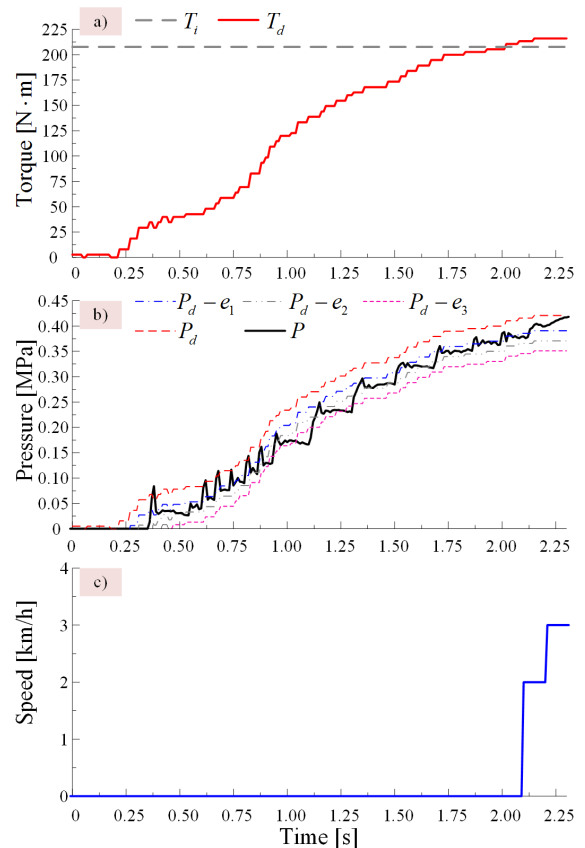 a)
T_i T_d
Torque [N·m]
225
200
175
150
125
100
75
50
25
0
0 0.25 0.50 0.75 1.00 1.25 1.50 1.75 2.00 2.25
P_d − e_1 P_d − e_2 P_d − e_3
b)
P_d P
Pressure [MPa]
0.45
0.40
0.35
0.30
0.25
0.20
0.15
0.10
0.05
0
0 0.25 0.50 0.75 1.00 1.25 1.50 1.75 2.00 2.25
c)
Speed [km/h]
4
3
2
1
0
0 0.25 0.50 0.75 1.00 1.25 1.50 1.75 2.00 2.25
Time [s]